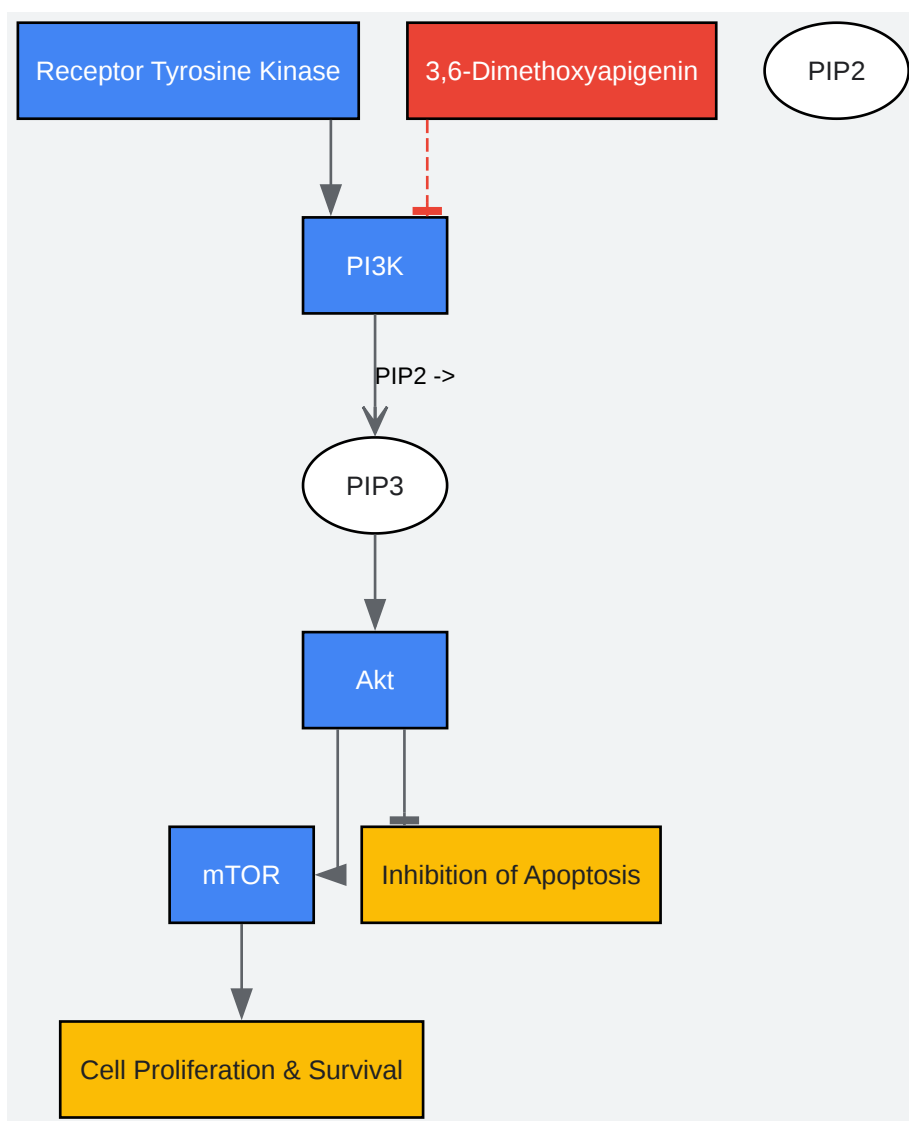 Receptor Tyrosine Kinase
3,6-Dimethoxyapigenin
PIP2
PI3K
PIP2 ->
PIP3
Akt
mTOR
Inhibition of Apoptosis
Cell Proliferation & Survival